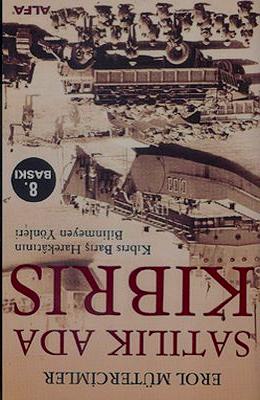 EROL MÜTERCİMLER
SATILIK ADA
KIBRIS
Kıbrıs Barış Harekâtının
Bilinmeyen Yönleri
8.
BASKI
ALFA